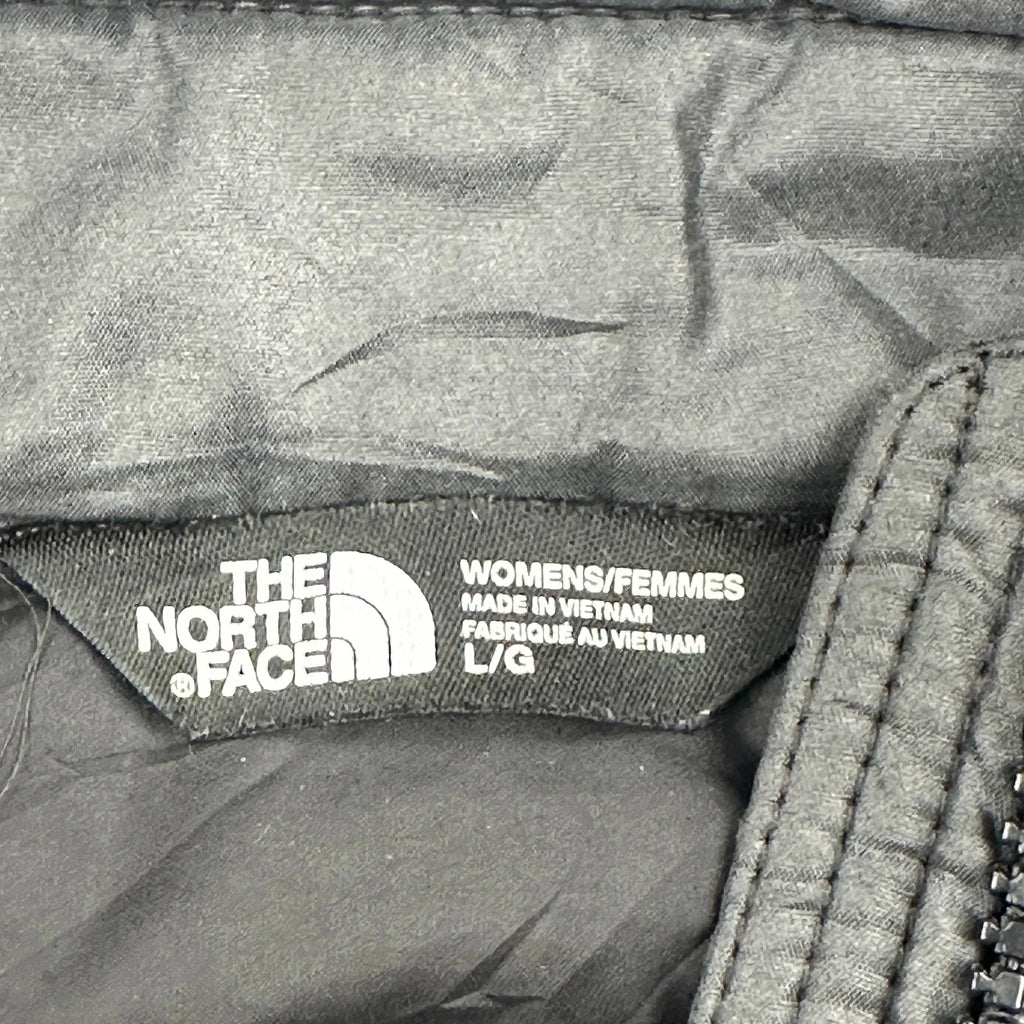 THE
NORTH
®FACE
WOMENS/FEMMES
MADE IN VIETNAM
FABRIQUÉ AU VIETNAM
L/G